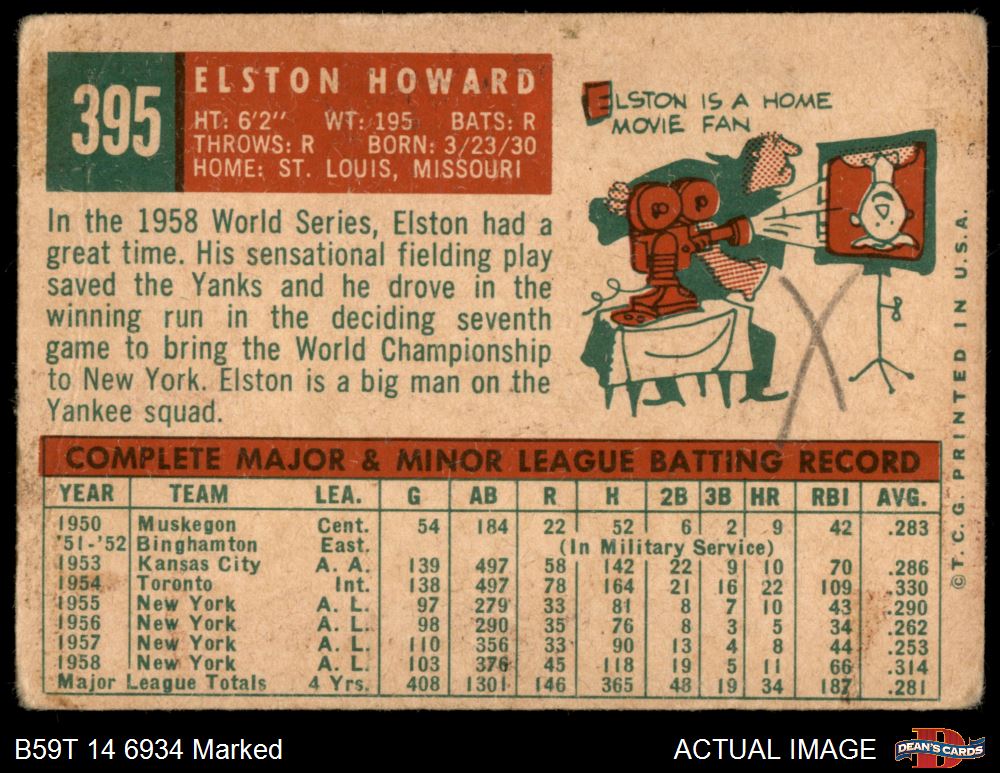 395
ELSTON HOWARD
HT: 6'2" WT: 195 BATS: R
THROWS: R BORN: 3/23/30
HOME: ST. LOUIS, MISSOURI
ELSTON IS A HOME
MOVIE FAN
In the 1958 World Series, Elston had a
great time. His sensational fielding play
saved the Yanks and he drove in the
winning run in the deciding seventh
game to bring the World Championship
to New York. Elston is a big man on the
Yankee squad.
X
COMPLETE MAJOR & MINOR LEAGUE BATTING RECORD
YEAR TEAM LEA. G AB R H 2B 3B HR RBI AVG.
1950 Muskegon Cent. 54 184 22 52 6 2 9 42 .283
'51-'52 Binghamton East. (In Military Service)
1953 Kansas City A. A. 139 497 58 142 22 9 10 70 .286
1954 Toronto Int. 138 497 78 164 21 16 22 109 .330
1955 New York A. L. 97 279 33 81 8 7 10 43 .290
1956 New York A. L. 98 290 35 76 8 3 5 34 .262
1957 New York A. L. 110 356 33 90 13 4 8 44 .253
1958 New York A. L. 103 376 45 118 19 5 11 66 .314
Major League Totals 4 Yrs. 408 1301 146 365 48 19 34 187 .281
© T. C. G. PRINTED IN U.S.A.
B59T 14 6934 Marked
ACTUAL IMAGE
D
DEAN'S CARDS